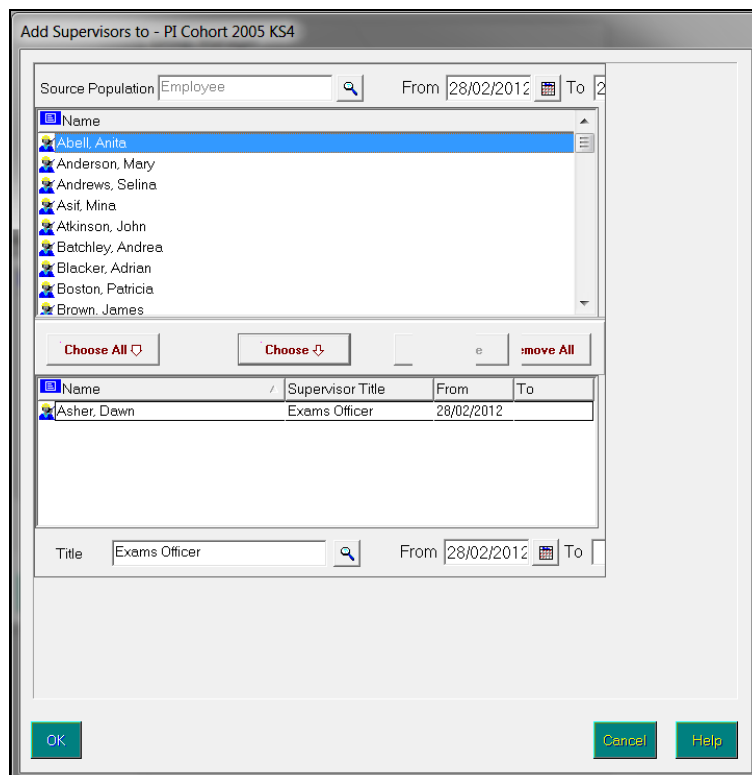 Add Supervisors to - PI Cohort 2005 KS4
Source Population Employee From 28/02/2012 To 2
Name
Abell, Anita
Anderson, Mary
Andrews, Selina
Asif, Mina
Atkinson, John
Batchley, Andrea
Blacker, Adrian
Boston, Patricia
Brown, James
Choose All Choose e move All
Name Supervisor Title From To
Asher, Dawn Exams Officer 28/02/2012
Title Exams Officer From 28/02/2012 To
OK Cancel Help